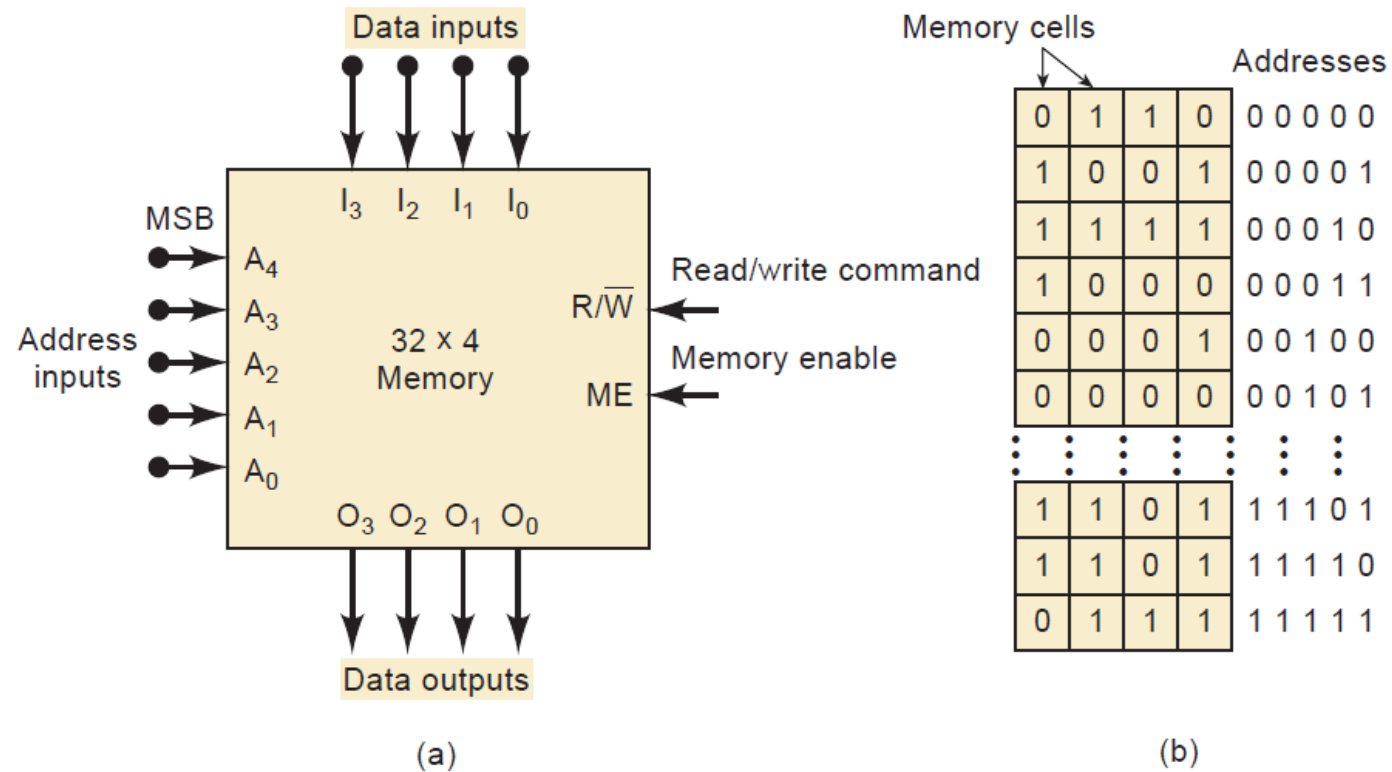 Data inputs
I3 I2 I1 I0
MSB
A4
A3
A2
A1
A0
Address
inputs
32 × 4
Memory
R/W̅
ME
Read/write command
Memory enable
O3 O2 O1 O0
Data outputs
(a)
Memory cells
Addresses
0 1 1 0 0 0 0 0 0
1 0 0 1 0 0 0 0 1
1 1 1 1 0 0 0 1 0
1 0 0 0 0 0 0 1 1
0 0 0 1 0 0 1 0 0
0 0 0 0 0 0 1 0 1
1 1 0 1 1 1 1 0 1
1 1 0 1 1 1 1 1 0
0 1 1 1 1 1 1 1 1
(b)